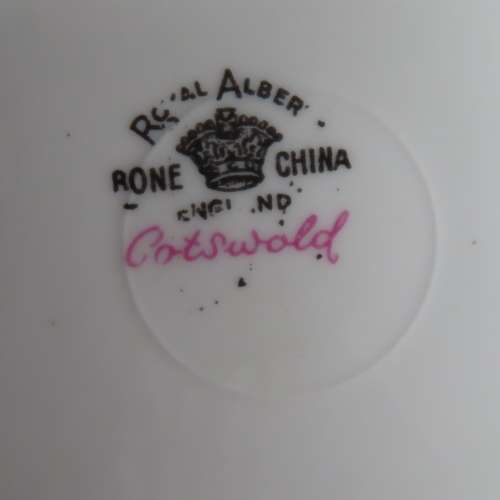 ROYAL ALBERT
BONE CHINA
ENGLAND
Cotswold